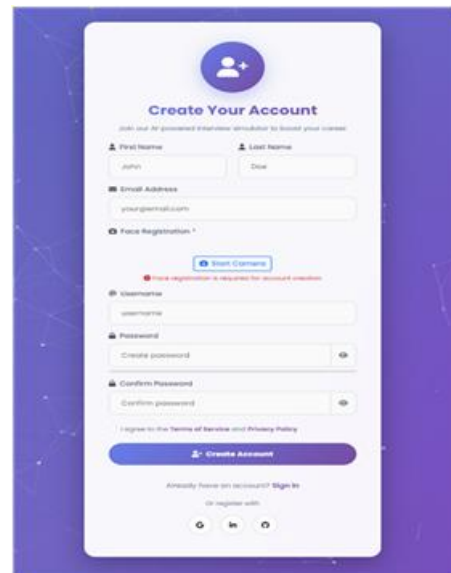 Create Your Account
Join our AI-powered interview simulator to boost your career
First Name Last Name
John Doe
Email Address
your@email.com
Face Registration *
Start Camera
Face registration is required for account creation
Username
username
Password
Create password
Confirm Password
Confirm password
I agree to the Terms of Service and Privacy Policy
Create Account
Already have an account? Sign In
Or register with
G in